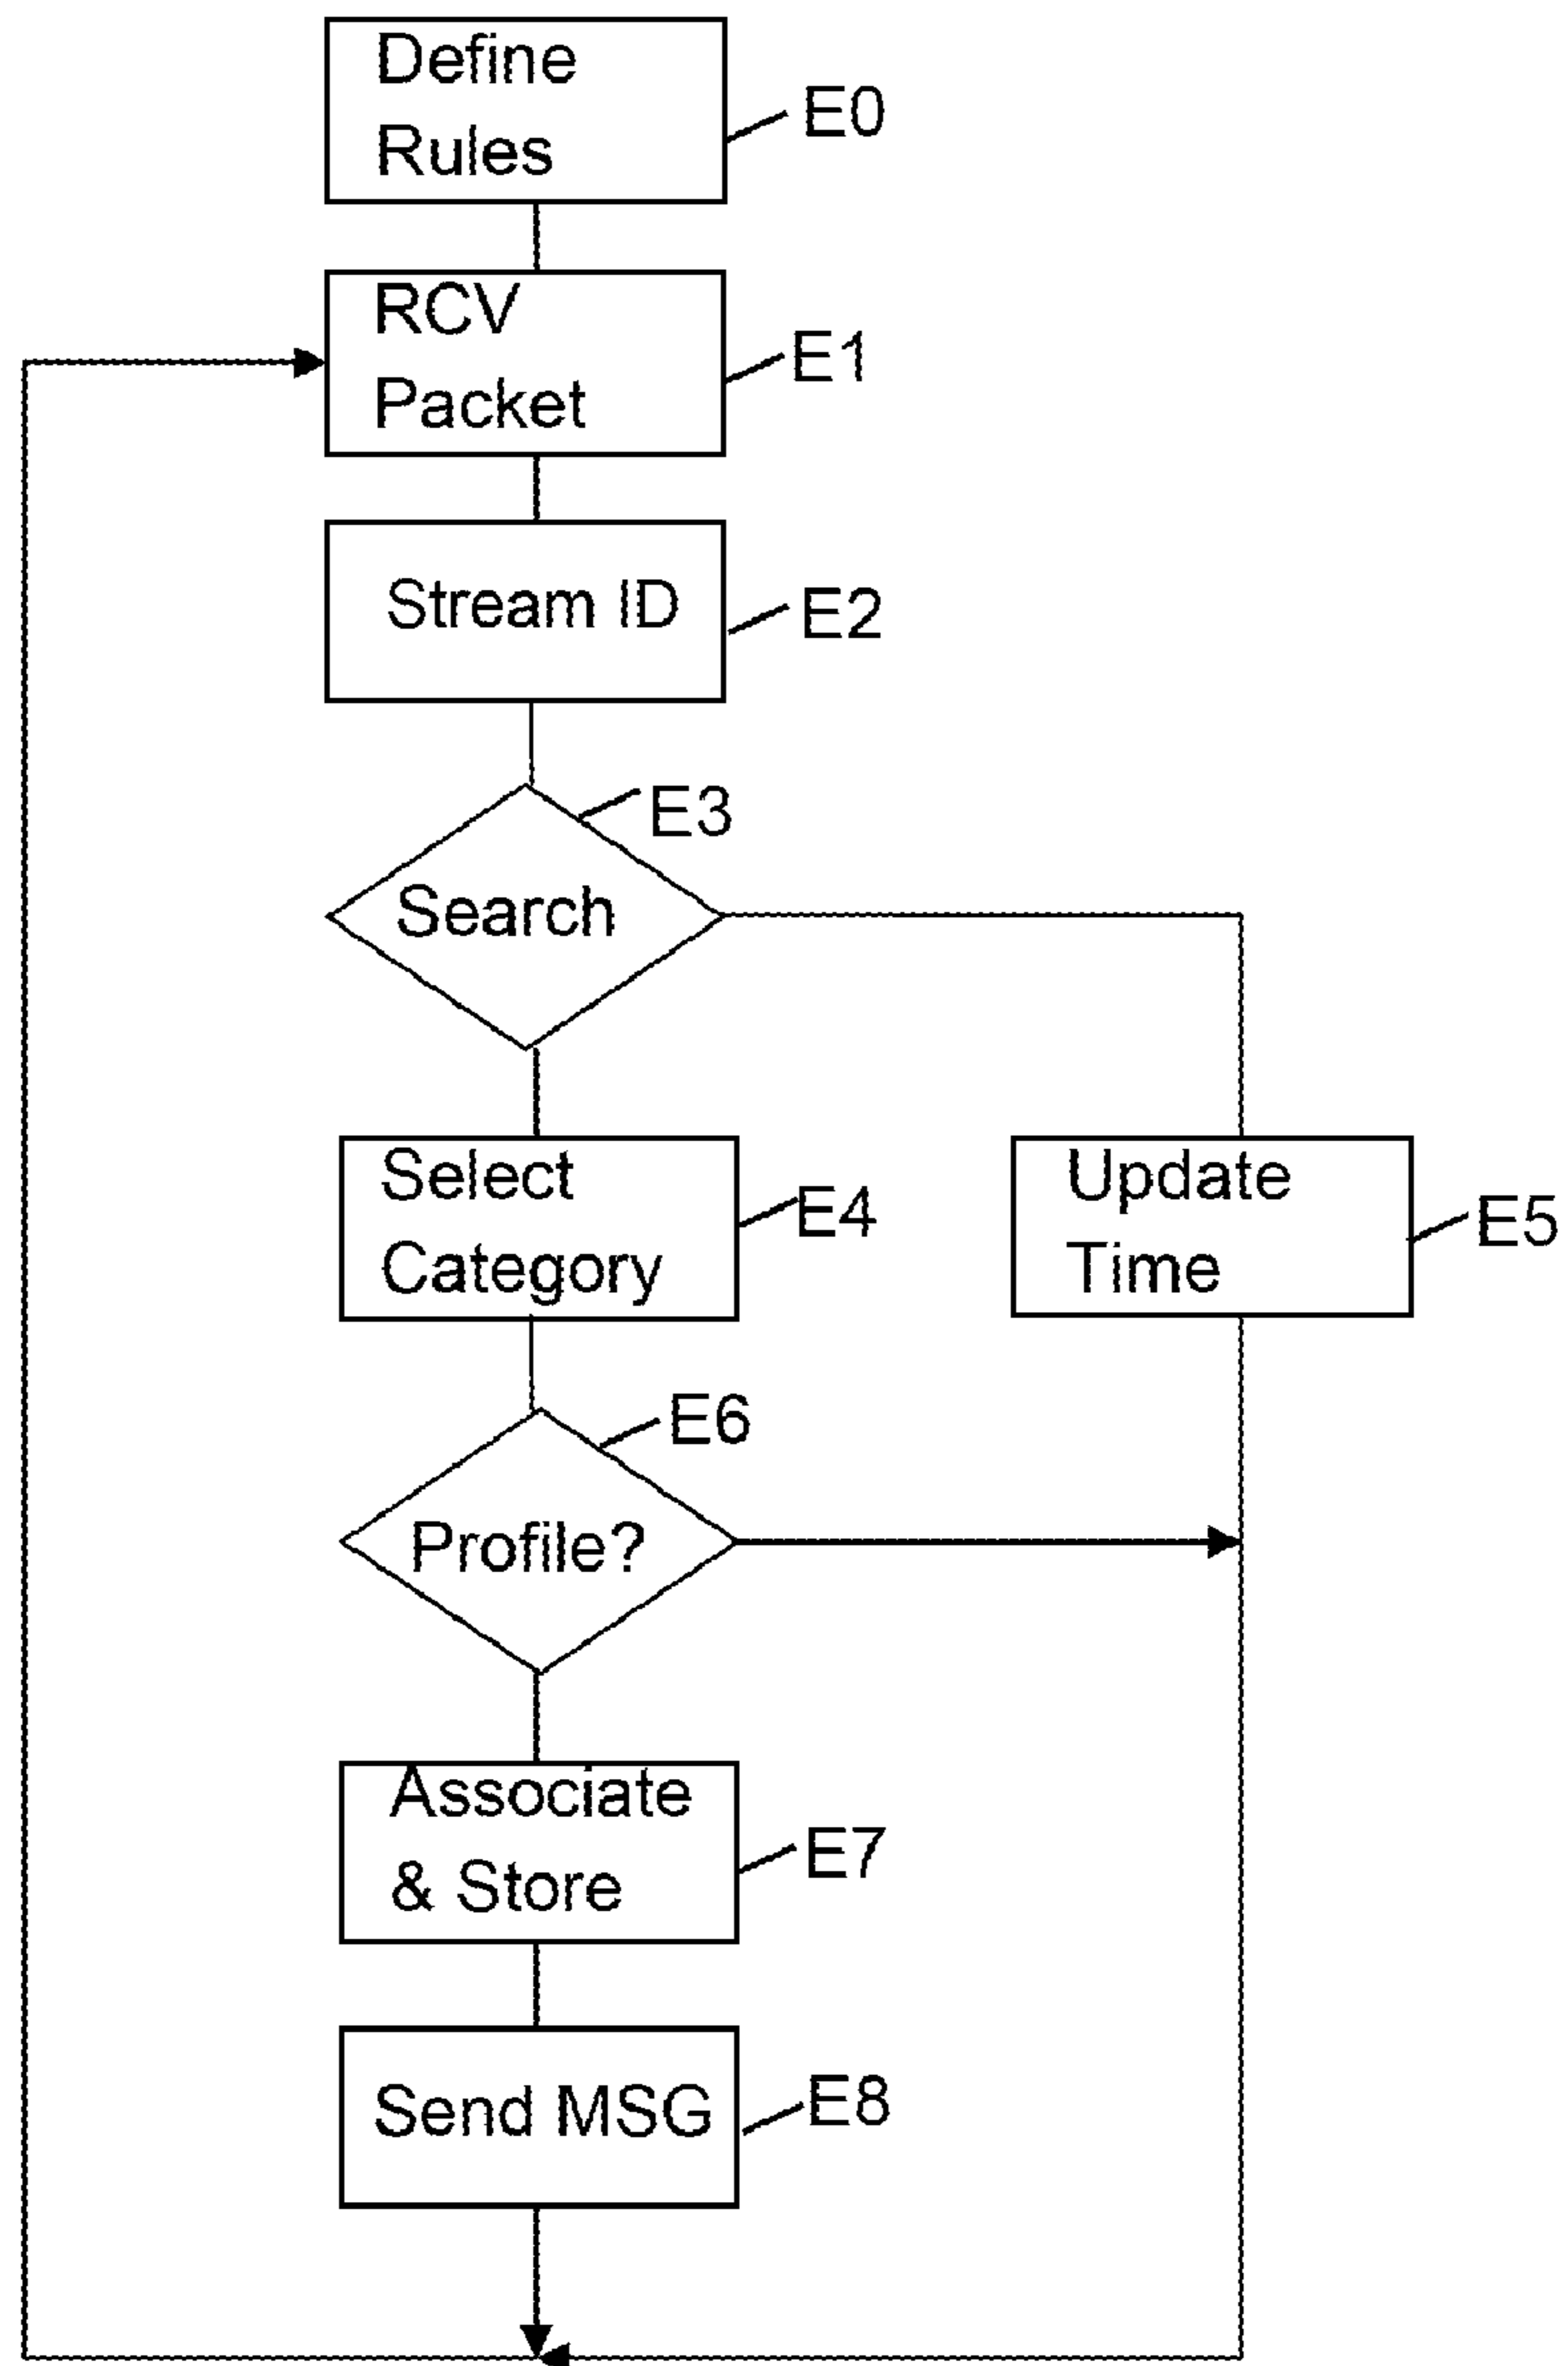 Define
Rules
E0
RCV
Packet
E1
Stream ID
E2
E3
Search
Select
Category
E4
Update
Time
E5
E6
Profile?
Associate
& Store
E7
Send MSG
E8